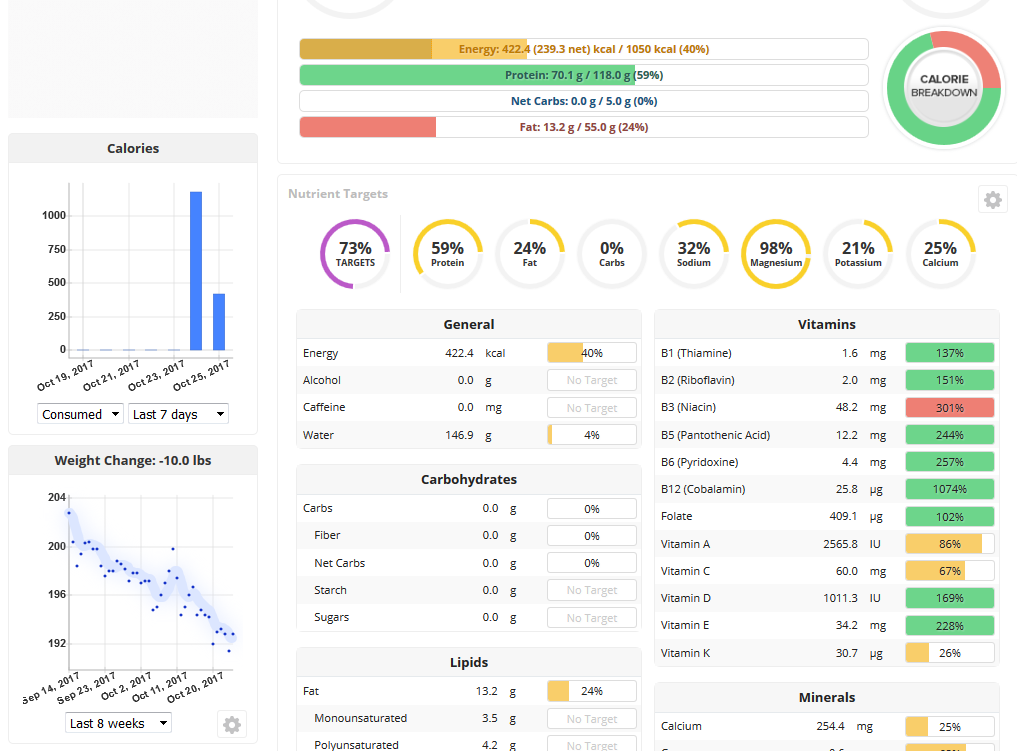 Energy: 422.4 (239.3 net) kcal / 1050 kcal (40%)
Protein: 70.1 g / 118.0 g (59%)
Net Carbs: 0.0 g / 5.0 g (0%)
Fat: 13.2 g / 55.0 g (24%)
CALORIE
BREAKDOWN
Calories
1000
750
500
250
0
Oct 19, 2017
Oct 21, 2017
Oct 23, 2017
Oct 25, 2017
Consumed
Last 7 days
Weight Change: -10.0 lbs
204
200
196
192
Sep 14, 2017
Sep 23, 2017
Oct 2, 2017
Oct 11, 2017
Oct 20, 2017
Last 8 weeks
Nutrient Targets
73%
TARGETS
59%
Protein
24%
Fat
0%
Carbs
32%
Sodium
98%
Magnesium
21%
Potassium
25%
Calcium
General
Energy 422.4 kcal 40%
Alcohol 0.0 g No Target
Caffeine 0.0 mg No Target
Water 146.9 g 4%
Carbohydrates
Carbs 0.0 g 0%
Fiber 0.0 g 0%
Net Carbs 0.0 g 0%
Starch 0.0 g No Target
Sugars 0.0 g No Target
Lipids
Fat 13.2 g 24%
Monounsaturated 3.5 g No Target
Polyunsaturated 4.2 g No Target
Vitamins
B1 (Thiamine) 1.6 mg 137%
B2 (Riboflavin) 2.0 mg 151%
B3 (Niacin) 48.2 mg 301%
B5 (Pantothenic Acid) 12.2 mg 244%
B6 (Pyridoxine) 4.4 mg 257%
B12 (Cobalamin) 25.8 µg 1074%
Folate 409.1 µg 102%
Vitamin A 2565.8 IU 86%
Vitamin C 60.0 mg 67%
Vitamin D 1011.3 IU 169%
Vitamin E 34.2 mg 228%
Vitamin K 30.7 µg 26%
Minerals
Calcium 254.4 mg 25%